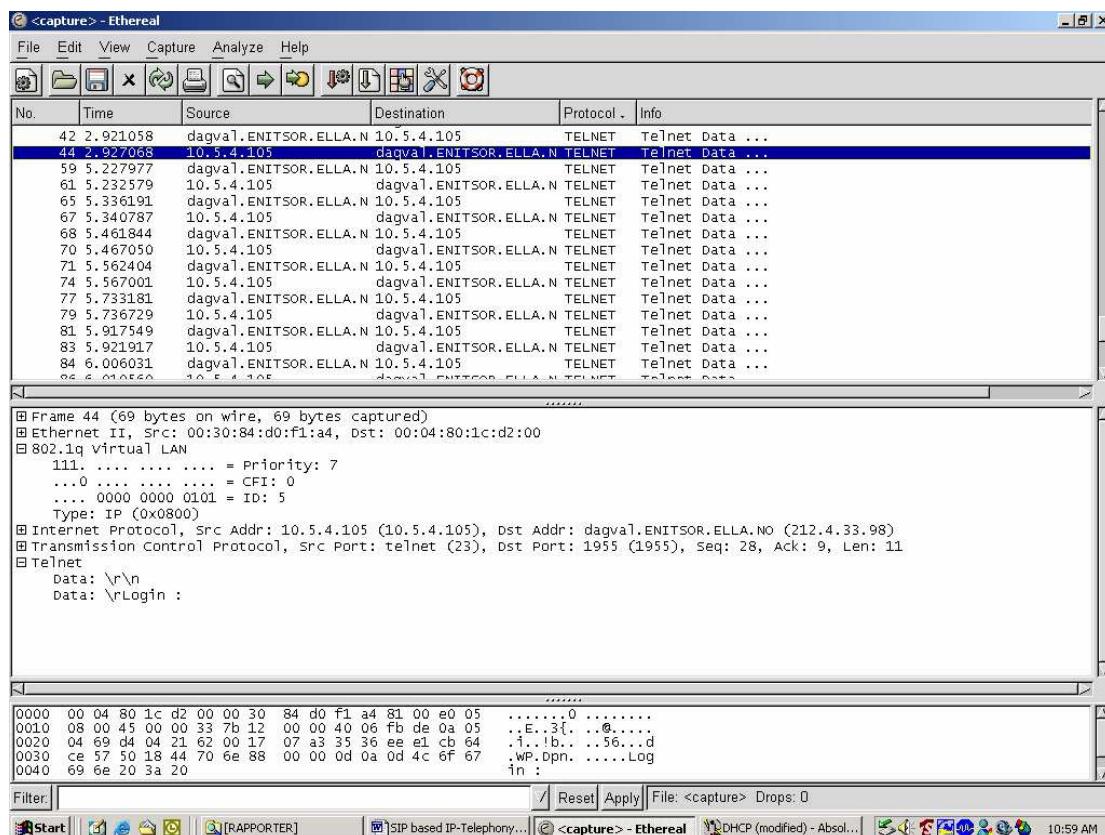 <capture> - Ethereal
File Edit View Capture Analyze Help
No. Time Source Destination Protocol . Info
42 2.921058 dagval.ENITSOR.ELLA.N 10.5.4.105 TELNET Telnet Data ...
44 2.927068 10.5.4.105 dagval.ENITSOR.ELLA.N TELNET Telnet Data ...
59 5.227977 dagval.ENITSOR.ELLA.N 10.5.4.105 TELNET Telnet Data ...
61 5.232579 10.5.4.105 dagval.ENITSOR.ELLA.N TELNET Telnet Data ...
65 5.336191 dagval.ENITSOR.ELLA.N 10.5.4.105 TELNET Telnet Data ...
67 5.340787 10.5.4.105 dagval.ENITSOR.ELLA.N TELNET Telnet Data ...
68 5.461844 dagval.ENITSOR.ELLA.N 10.5.4.105 TELNET Telnet Data ...
70 5.467050 10.5.4.105 dagval.ENITSOR.ELLA.N TELNET Telnet Data ...
71 5.562404 dagval.ENITSOR.ELLA.N 10.5.4.105 TELNET Telnet Data ...
74 5.567001 10.5.4.105 dagval.ENITSOR.ELLA.N TELNET Telnet Data ...
77 5.733181 dagval.ENITSOR.ELLA.N 10.5.4.105 TELNET Telnet Data ...
79 5.736729 10.5.4.105 dagval.ENITSOR.ELLA.N TELNET Telnet Data ...
81 5.917549 dagval.ENITSOR.ELLA.N 10.5.4.105 TELNET Telnet Data ...
83 5.921917 10.5.4.105 dagval.ENITSOR.ELLA.N TELNET Telnet Data ...
84 6.006031 dagval.ENITSOR.ELLA.N 10.5.4.105 TELNET Telnet Data ...
Frame 44 (69 bytes on wire, 69 bytes captured)
Ethernet II, Src: 00:30:84:d0:f1:a4, Dst: 00:04:80:1c:d2:00
802.1q Virtual LAN
111. .... .... .... = Priority: 7
...0 .... .... .... = CFI: 0
.... 0000 0000 0101 = ID: 5
Type: IP (0x0800)
Internet Protocol, Src Addr: 10.5.4.105 (10.5.4.105), Dst Addr: dagval.ENITSOR.ELLA.NO (212.4.33.98)
Transmission Control Protocol, Src Port: telnet (23), Dst Port: 1955 (1955), Seq: 28, Ack: 9, Len: 11
Telnet
Data: \r\n
Data: \rLogin :
0000 00 04 80 1c d2 00 00 30 84 d0 f1 a4 81 00 e0 05 .......0 ........
0010 08 00 45 00 00 33 7b 12 00 00 40 06 fb de 0a 05 ..E..3{. ..@.....
0020 04 69 d4 04 21 62 00 17 07 a3 35 36 ee e1 cb 64 .i..!b.. ..56...d
0030 ce 57 50 18 44 70 6e 88 00 00 0d 0a 0d 4c 6f 67 .WP.Dpn. .....Log
0040 69 6e 20 3a 20 in :
Filter: / Reset Apply File: <capture> Drops: 0
Start [RAPPORTER] SIP based IP-Telephony... <capture> - Ethereal DHCP (modified) - Absol... 10:59 AM